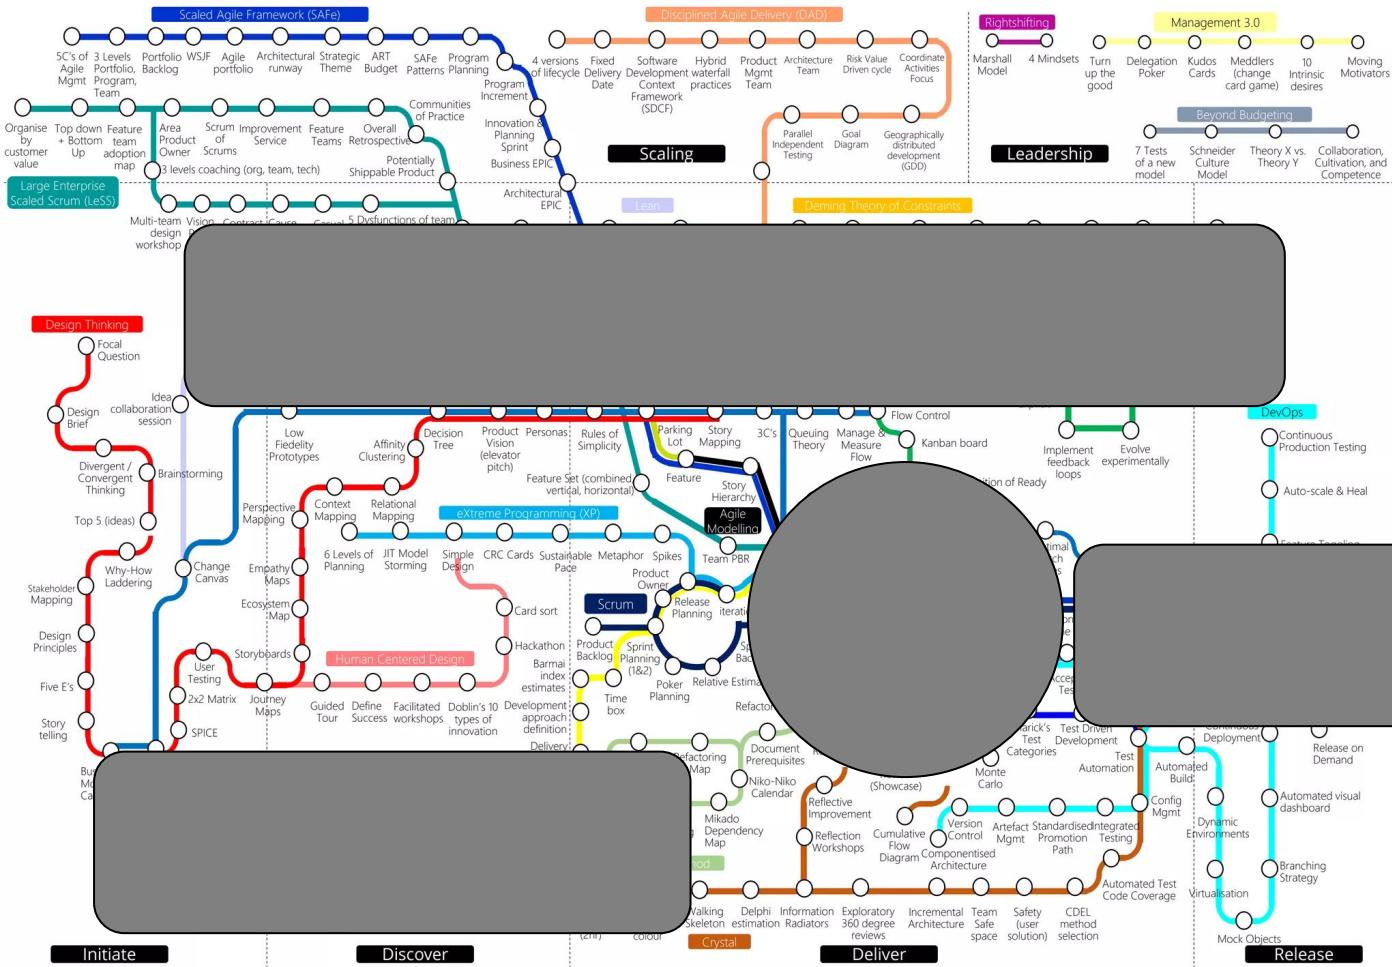 Scaled Agile Framework (SAFe)
Disciplined Agile Delivery (DAD)
Rightshifting
Management 3.0
5C's of
Agile
Mgmt
3 Levels
Portfolio,
Program,
Team
Portfolio
Backlog
WSJF
Agile
portfolio
Architectural
runway
Strategic
Theme
ART
Budget
SAFe
Patterns
Program
Planning
4 versions
of lifecycle
Fixed
Delivery
Date
Software
Development
Context
Framework
(SDCF)
Hybrid
waterfall
practices
Product
Mgmt
Team
Architecture
Team
Risk Value
Driven cycle
Coordinate
Activities
Focus
Marshall
Model
4 Mindsets
Turn
up the
good
Delegation
Poker
Kudos
Cards
Meddlers
(change
card game)
10
Intrinsic
desires
Moving
Motivators
Program
Increment
Innovation &
Planning
Sprint
Business EPIC
Architectural
EPIC
Organise
by
customer
value
Top down
+ Bottom
Up
Feature
team
adoption
map
Area
Product
Owner
Scrum
of
Scrums
Improvement
Service
Feature
Teams
Overall
Retrospective
Communities
of Practice
Potentially
Shippable Product
3 levels coaching (org, team, tech)
Large Enterprise
Scaled Scrum (LeSS)
Multi-team
design
workshop
Vision
Contract
Cause
Casual
5 Dysfunctions of team
Scaling
Parallel
Independent
Testing
Goal
Diagram
Geographically
distributed
development
(GDD)
Leadership
Beyond Budgeting
7 Tests
of a new
model
Schneider
Culture
Model
Theory X vs.
Theory Y
Collaboration,
Cultivation, and
Competence
Lean
Deming Theory of Constraints
Design Thinking
Focal
Question
Design
Brief
Divergent /
Convergent
Thinking
Brainstorming
Top 5 (ideas)
Why-How
Laddering
Stakeholder
Mapping
Design
Principles
Five E's
Story
telling
Idea
collaboration
session
Change
Canvas
User
Testing
2x2 Matrix
SPICE
Journey
Maps
Storyboards
Ecosystem
Map
Empathy
Maps
Perspective
Mapping
Context
Mapping
Relational
Mapping
Affinity
Clustering
Low
Fiedelity
Prototypes
Decision
Tree
Product
Vision
(elevator
pitch)
Personas
Rules of
Simplicity
Parking
Lot
Story
Mapping
3C's
Queuing
Theory
Manage &
Measure
Flow
Flow Control
Kanban board
Implement
feedback
loops
Evolve
experimentally
DevOps
Continuous
Production Testing
Auto-scale & Heal
Feature Toggling
Feature Set (combined,
vertical, horizontal)
Feature
Story
Hierarchy
Agile
Modelling
Team PBR
eXtreme Programming (XP)
6 Levels of
Planning
JIT Model
Storming
Simple
Design
CRC Cards
Sustainable
Pace
Metaphor
Spikes
Card sort
Hackathon
Human Centered Design
Guided
Tour
Define
Success
Facilitated
workshops
Doblin's 10
types of
innovation
Scrum
Product
Owner
Release
Planning
Product
Backlog
Sprint
Planning
(1&2)
Poker
Planning
Relative
Barmai
index
estimates
Time
box
Development
approach
definition
Delivery
of Ready
Refactoring
Map
Document
Prerequisites
Niko-Niko
Calendar
Mikado
Dependency
Map
Reflective
Improvement
Reflection
Workshops
(Showcase)
Cumulative
Flow
Diagram
Monte
Carlo
Test
Categories
Test Driven
Development
Test
Automation
Version
Control
Componentised
Architecture
Artefact
Mgmt
Standardised
Promotion
Path
Integrated
Testing
Config
Mgmt
Automated
Build
Dynamic
Environments
Virtualisation
Mock Objects
Continuous
Deployment
Automated visual
dashboard
Branching
Strategy
Release on
Demand
Walking
Skeleton
Delphi
estimation
Information
Radiators
Exploratory
360 degree
reviews
Incremental
Architecture
Team
Safe
space
Safety
(user
solution)
CDEL
method
selection
Automated Test
Code Coverage
(2hr)
colour
Crystal
Initiate
Discover
Deliver
Release